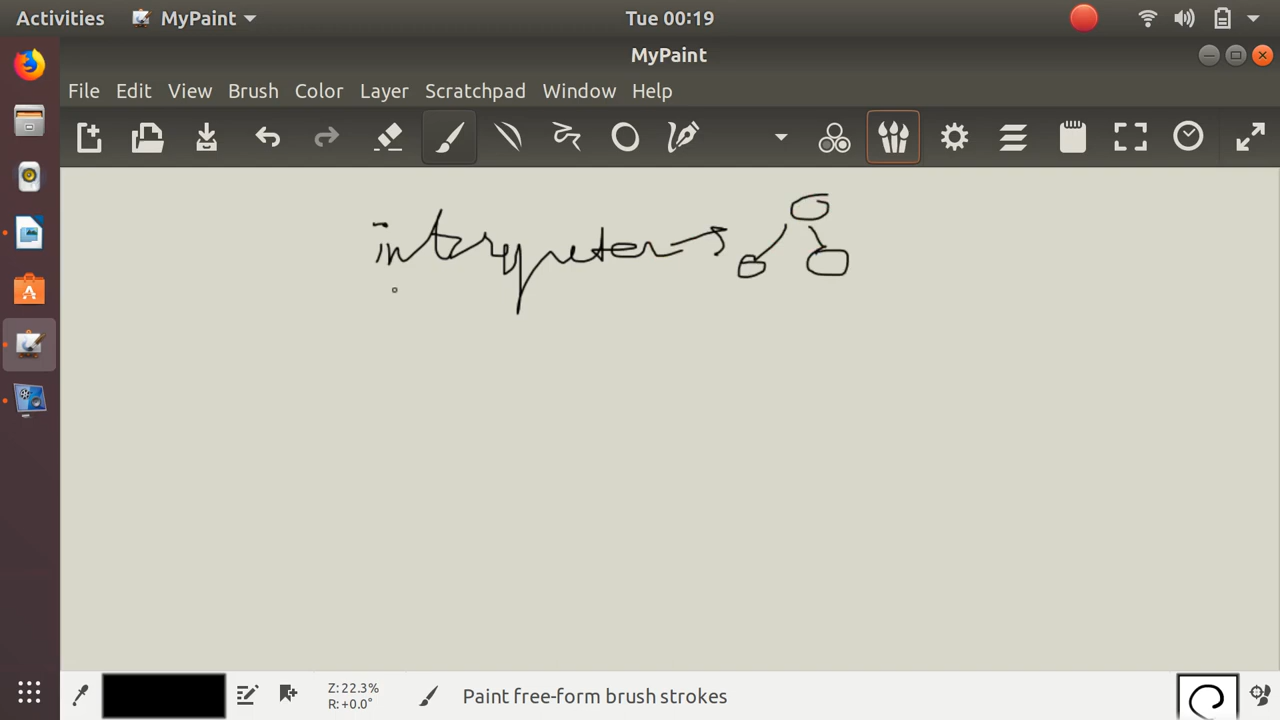 Activities MyPaint Tue 00:19
MyPaint
File Edit View Brush Color Layer Scratchpad Window Help
interpreter
Z: 22.3%
R: +0.0°
Paint free-form brush strokes